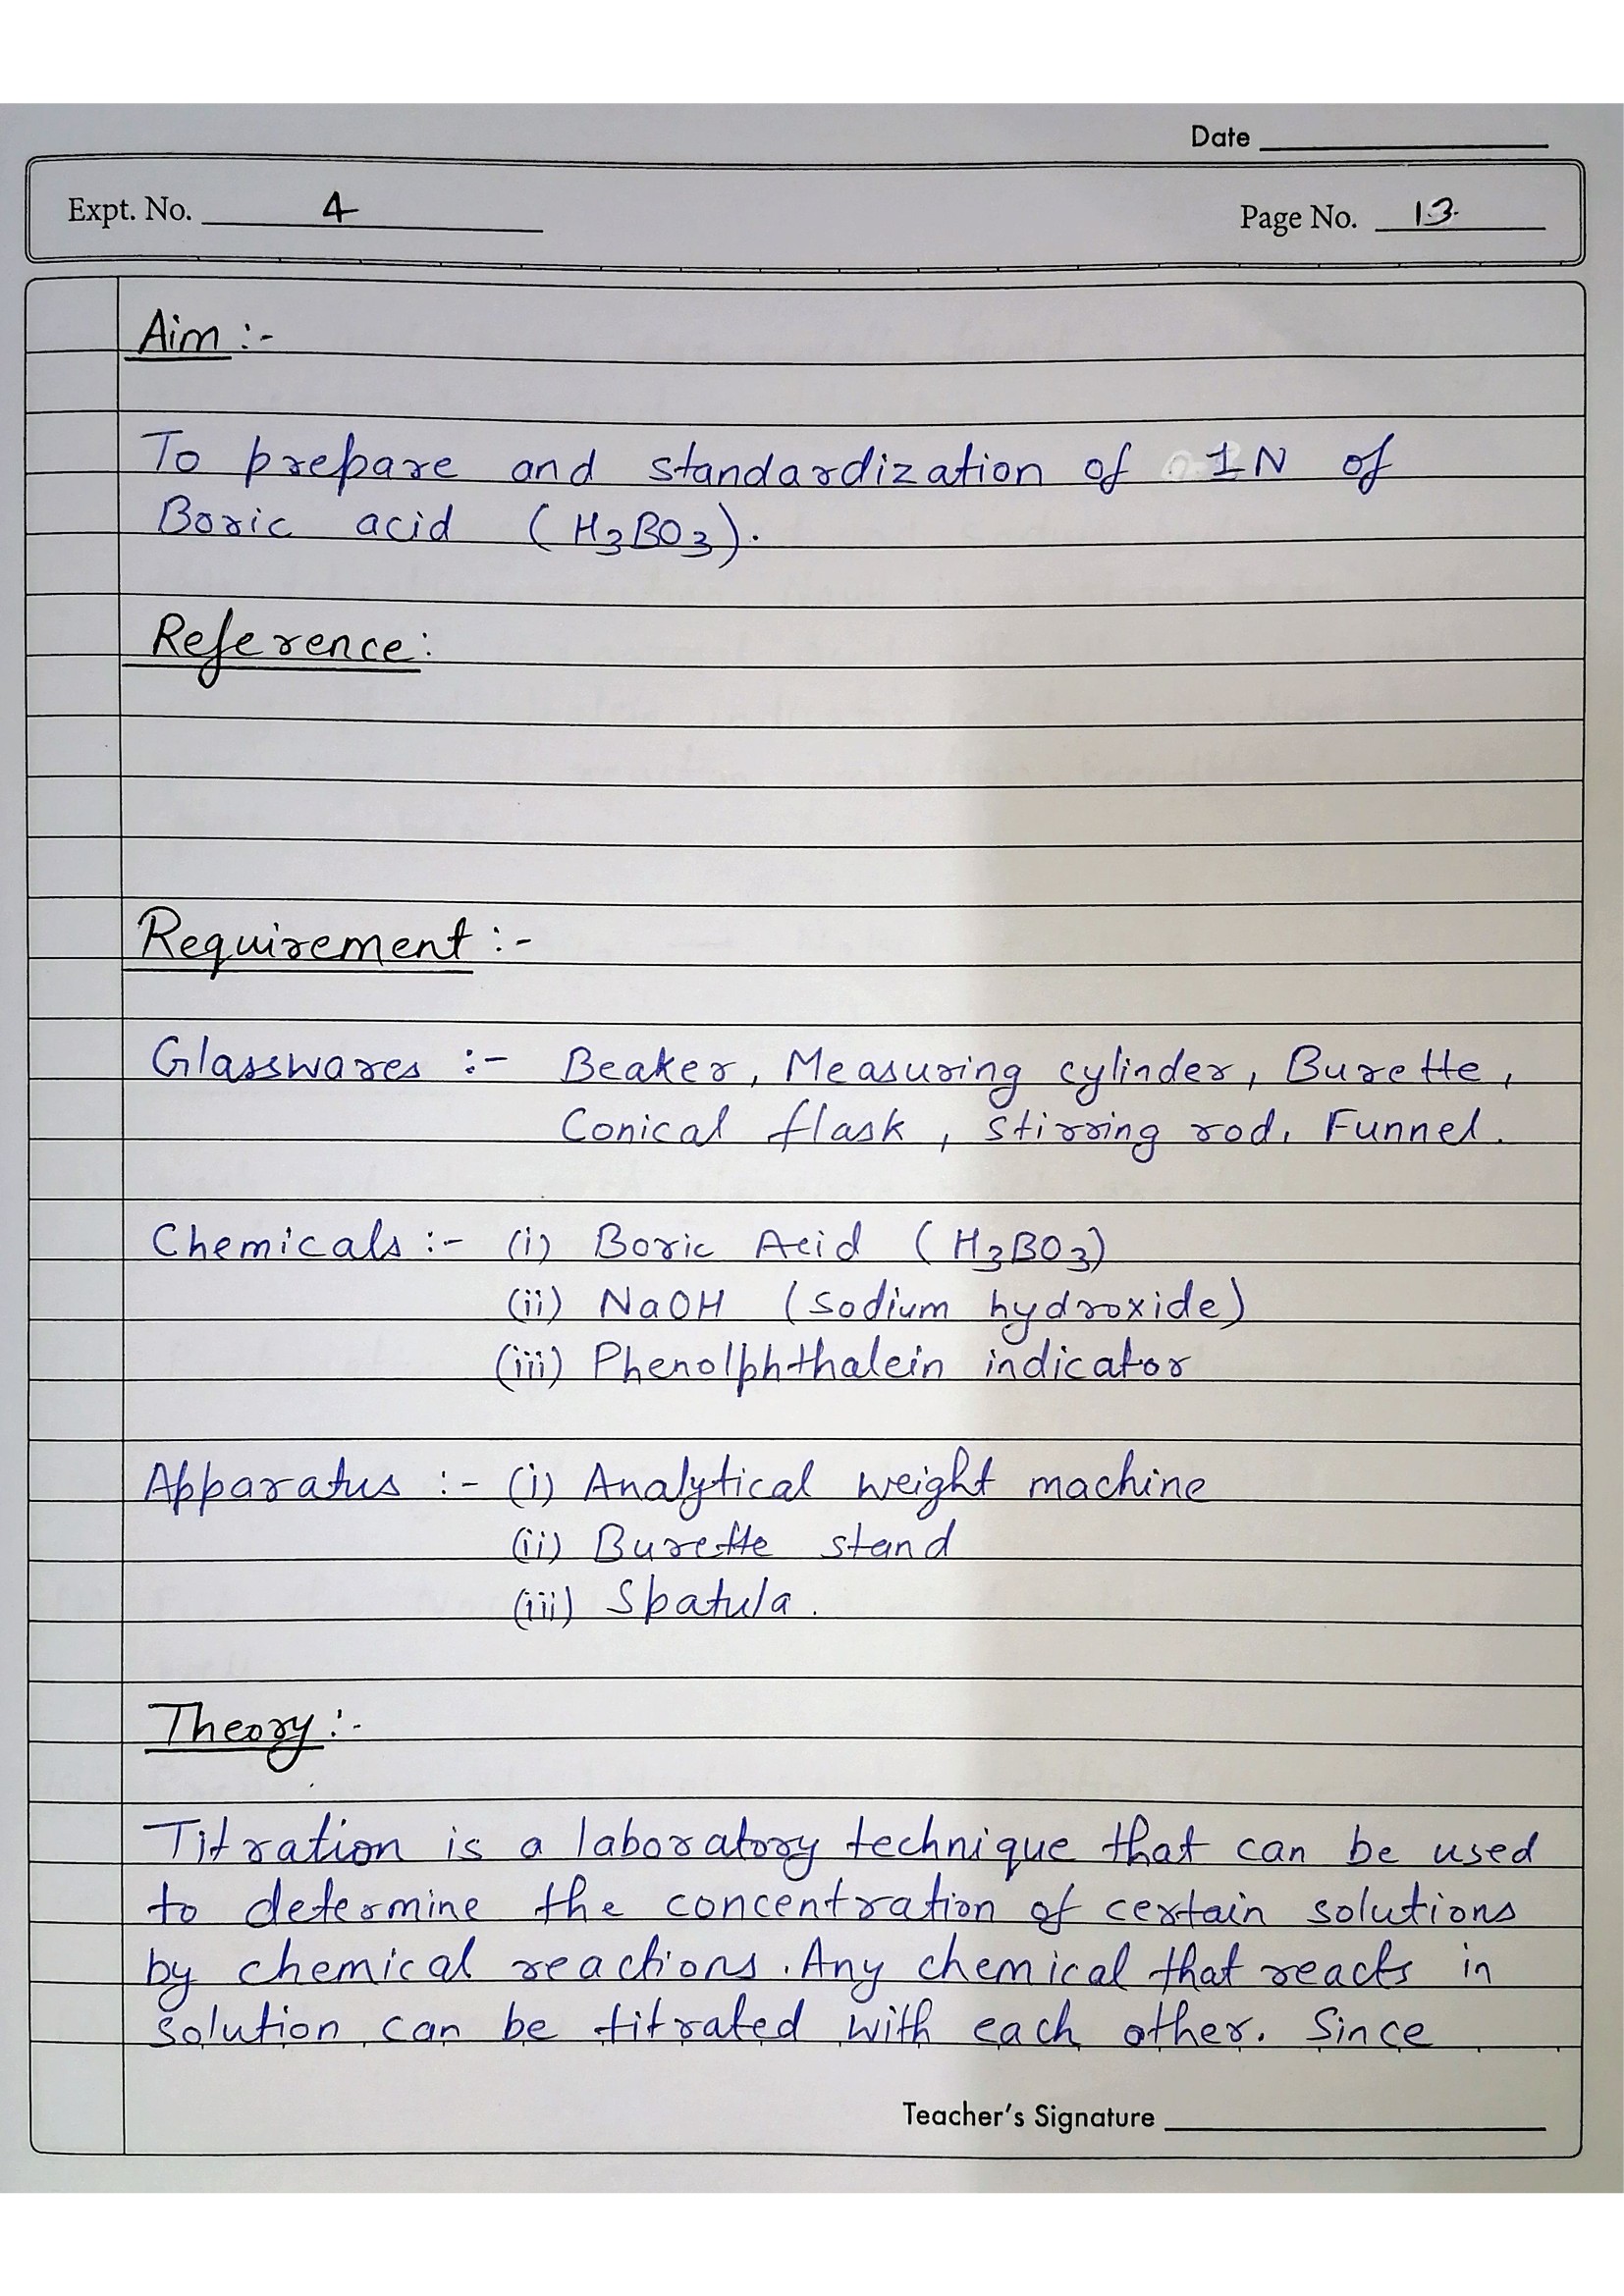 Date
Expt. No. 4
Page No. 13
Aim :-
To prepare and standardization of 1N of
Boric acid (H3BO3).
Reference:
Requirement :-
Glasswares :- Beaker, Measuring cylinder, Burette,
Conical flask, Stirring rod, Funnel.
Chemicals :- (i) Boric Acid (H3BO3)
(ii) NaOH (sodium hydroxide)
(iii) Phenolphthalein indicator
Apparatus :- (i) Analytical weight machine
(ii) Burette stand
(iii) Spatula.
Theory :-
Titration is a laboratory technique that can be used
to determine the concentration of certain solutions
by chemical reactions. Any chemical that reacts in
solution can be titrated with each other. Since
Teacher's Signature